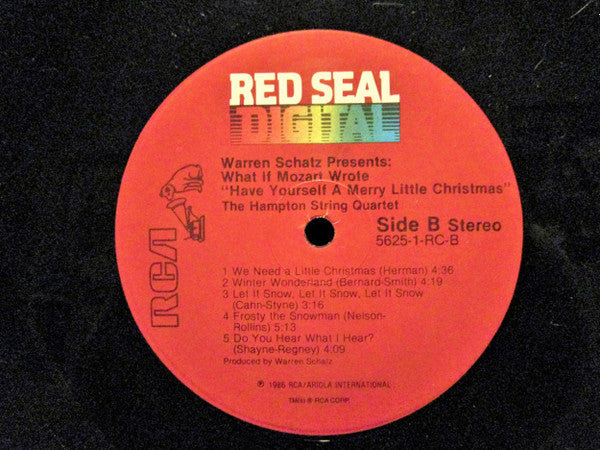 RED SEAL
DIGITAL
Warren Schatz Presents:
What if Mozart Wrote
"Have Yourself A Merry Little Christmas"
The Hampton String Quartet
Side B Stereo
5625-1-RC-B
RCA
1 We Need a Little Christmas (Herman) 4:36
2 Winter Wonderland (Bernard-Smith) 4:19
3 Let It Snow, Let It Snow, Let It Snow
(Cahn-Styne) 3:16
4 Frosty the Snowman (Nelson-
Rollins) 5:13
5 Do You Hear What I Hear?
(Shayne-Regney) 4:09
Produced by Warren Schatz
℗ 1986 RCA/ARIOLA INTERNATIONAL
TM(s) ® RCA CORP.